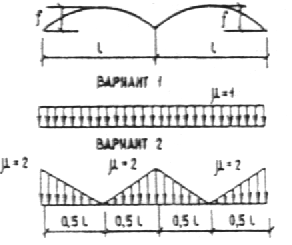 f f
l l
ВАРИАНТ 1
μ=1
ВАРИАНТ 2
μ=2 μ=2 μ=2
0,5 l 0,5 l 0,5 l 0,5 l